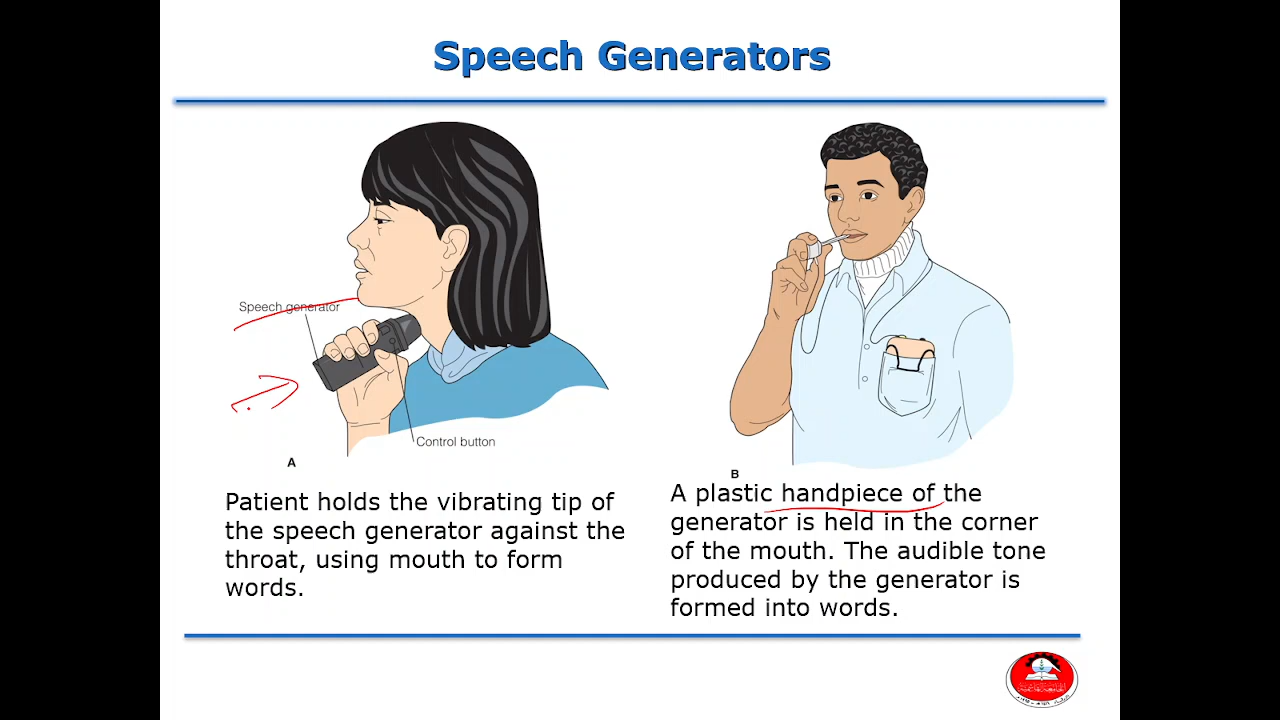 Speech Generators
Speech generator
Control button
A
Patient holds the vibrating tip of
the speech generator against the
throat, using mouth to form
words.
B
A plastic handpiece of the
generator is held in the corner
of the mouth. The audible tone
produced by the generator is
formed into words.